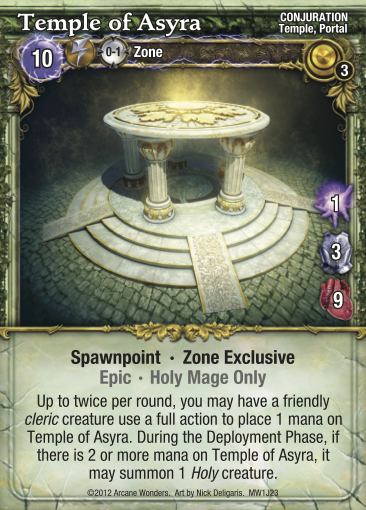 Temple of Asyra
CONJURATION
Temple, Portal
10
0-1
Zone
3
1
3
9
Spawnpoint · Zone Exclusive
Epic · Holy Mage Only
Up to twice per round, you may have a friendly
cleric creature use a full action to place 1 mana on
Temple of Asyra. During the Deployment Phase, if
there is 2 or more mana on Temple of Asyra, it
may summon 1 Holy creature.
©2012 Arcane Wonders. Art by Nick Deligaris. MW1J23